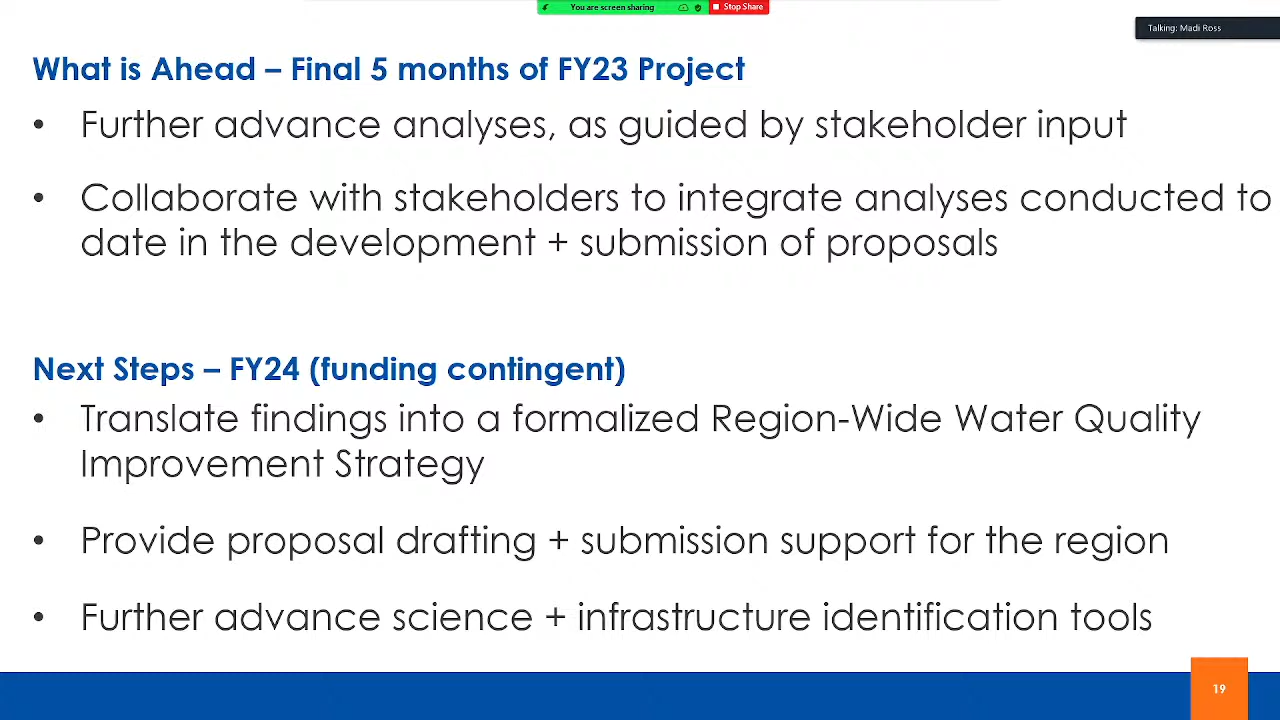 You are screen sharing
Stop Share
Talking: Madi Ross
What is Ahead – Final 5 months of FY23 Project
• Further advance analyses, as guided by stakeholder input
• Collaborate with stakeholders to integrate analyses conducted to
date in the development + submission of proposals
Next Steps – FY24 (funding contingent)
• Translate findings into a formalized Region-Wide Water Quality
Improvement Strategy
• Provide proposal drafting + submission support for the region
• Further advance science + infrastructure identification tools
19